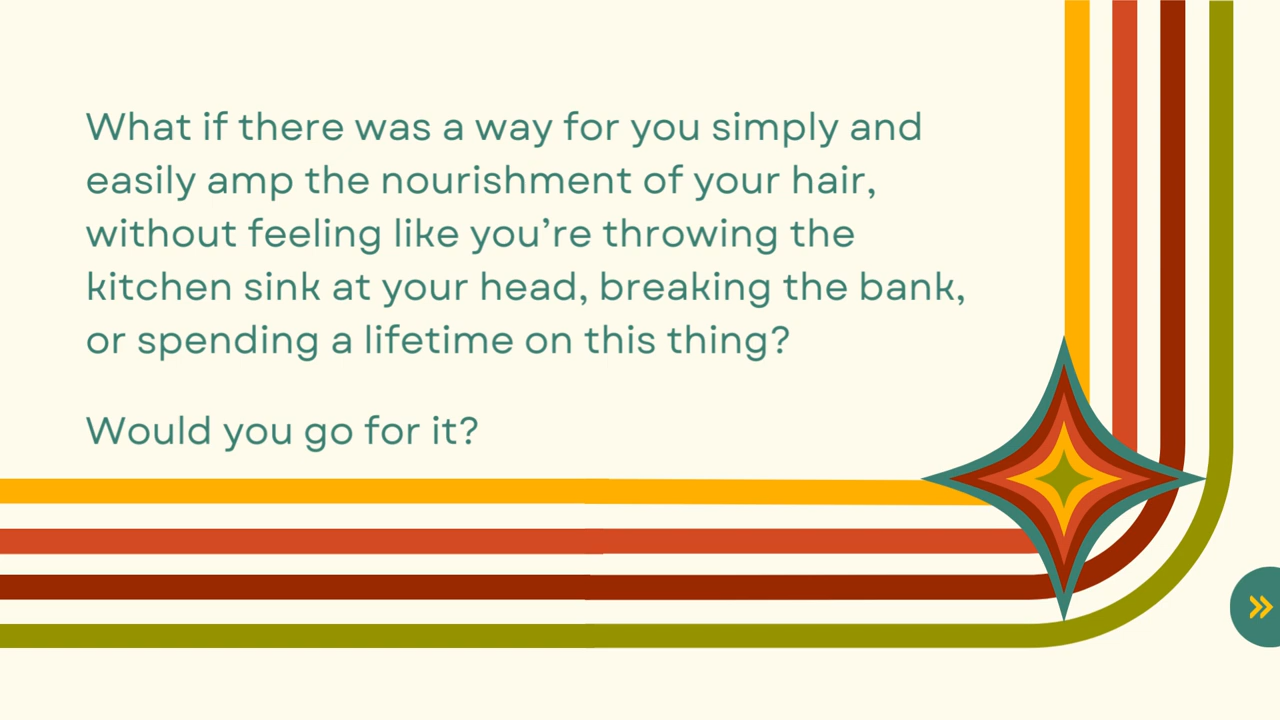 What if there was a way for you simply and
easily amp the nourishment of your hair,
without feeling like you’re throwing the
kitchen sink at your head, breaking the bank,
or spending a lifetime on this thing?
Would you go for it?